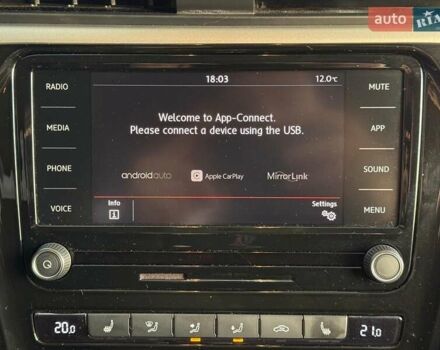 auto RIA
18:03
12.0°C
RADIO
MEDIA
PHONE
VOICE
Welcome to App-Connect.
Please connect a device using the USB.
androidauto
Apple CarPlay
MirrorLink
Info
Settings
MUTE
APP
SOUND
MENU
20,0
21.0